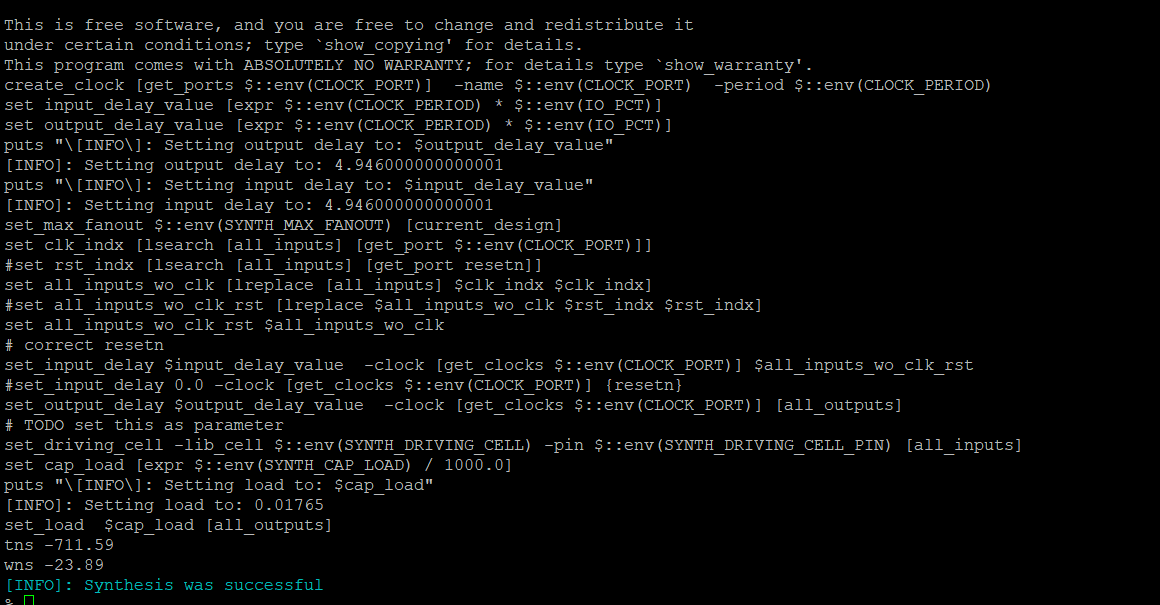 This is free software, and you are free to change and redistribute it
under certain conditions; type `show_copying' for details.
This program comes with ABSOLUTELY NO WARRANTY; for details type `show_warranty'.
create_clock [get_ports $::env(CLOCK_PORT)]  -name $::env(CLOCK_PORT)  -period $::env(CLOCK_PERIOD)
set input_delay_value [expr $::env(CLOCK_PERIOD) * $::env(IO_PCT)]
set output_delay_value [expr $::env(CLOCK_PERIOD) * $::env(IO_PCT)]
puts "\[INFO\]: Setting output delay to: $output_delay_value"
[INFO]: Setting output delay to: 4.946000000000001
puts "\[INFO\]: Setting input delay to: $input_delay_value"
[INFO]: Setting input delay to: 4.946000000000001
set_max_fanout $::env(SYNTH_MAX_FANOUT) [current_design]
set clk_indx [lsearch [all_inputs] [get_port $::env(CLOCK_PORT)]]
#set rst_indx [lsearch [all_inputs] [get_port resetn]]
set all_inputs_wo_clk [lreplace [all_inputs] $clk_indx $clk_indx]
#set all_inputs_wo_clk_rst [lreplace $all_inputs_wo_clk $rst_indx $rst_indx]
set all_inputs_wo_clk_rst $all_inputs_wo_clk
# correct resetn
set_input_delay $input_delay_value  -clock [get_clocks $::env(CLOCK_PORT)] $all_inputs_wo_clk_rst
#set_input_delay 0.0 -clock [get_clocks $::env(CLOCK_PORT)] {resetn}
set_output_delay $output_delay_value  -clock [get_clocks $::env(CLOCK_PORT)] [all_outputs]
# TODO set this as parameter
set_driving_cell -lib_cell $::env(SYNTH_DRIVING_CELL) -pin $::env(SYNTH_DRIVING_CELL_PIN) [all_inputs]
set cap_load [expr $::env(SYNTH_CAP_LOAD) / 1000.0]
puts "\[INFO\]: Setting load to: $cap_load"
[INFO]: Setting load to: 0.01765
set_load  $cap_load [all_outputs]
tns -711.59
wns -23.89
[INFO]: Synthesis was successful
%